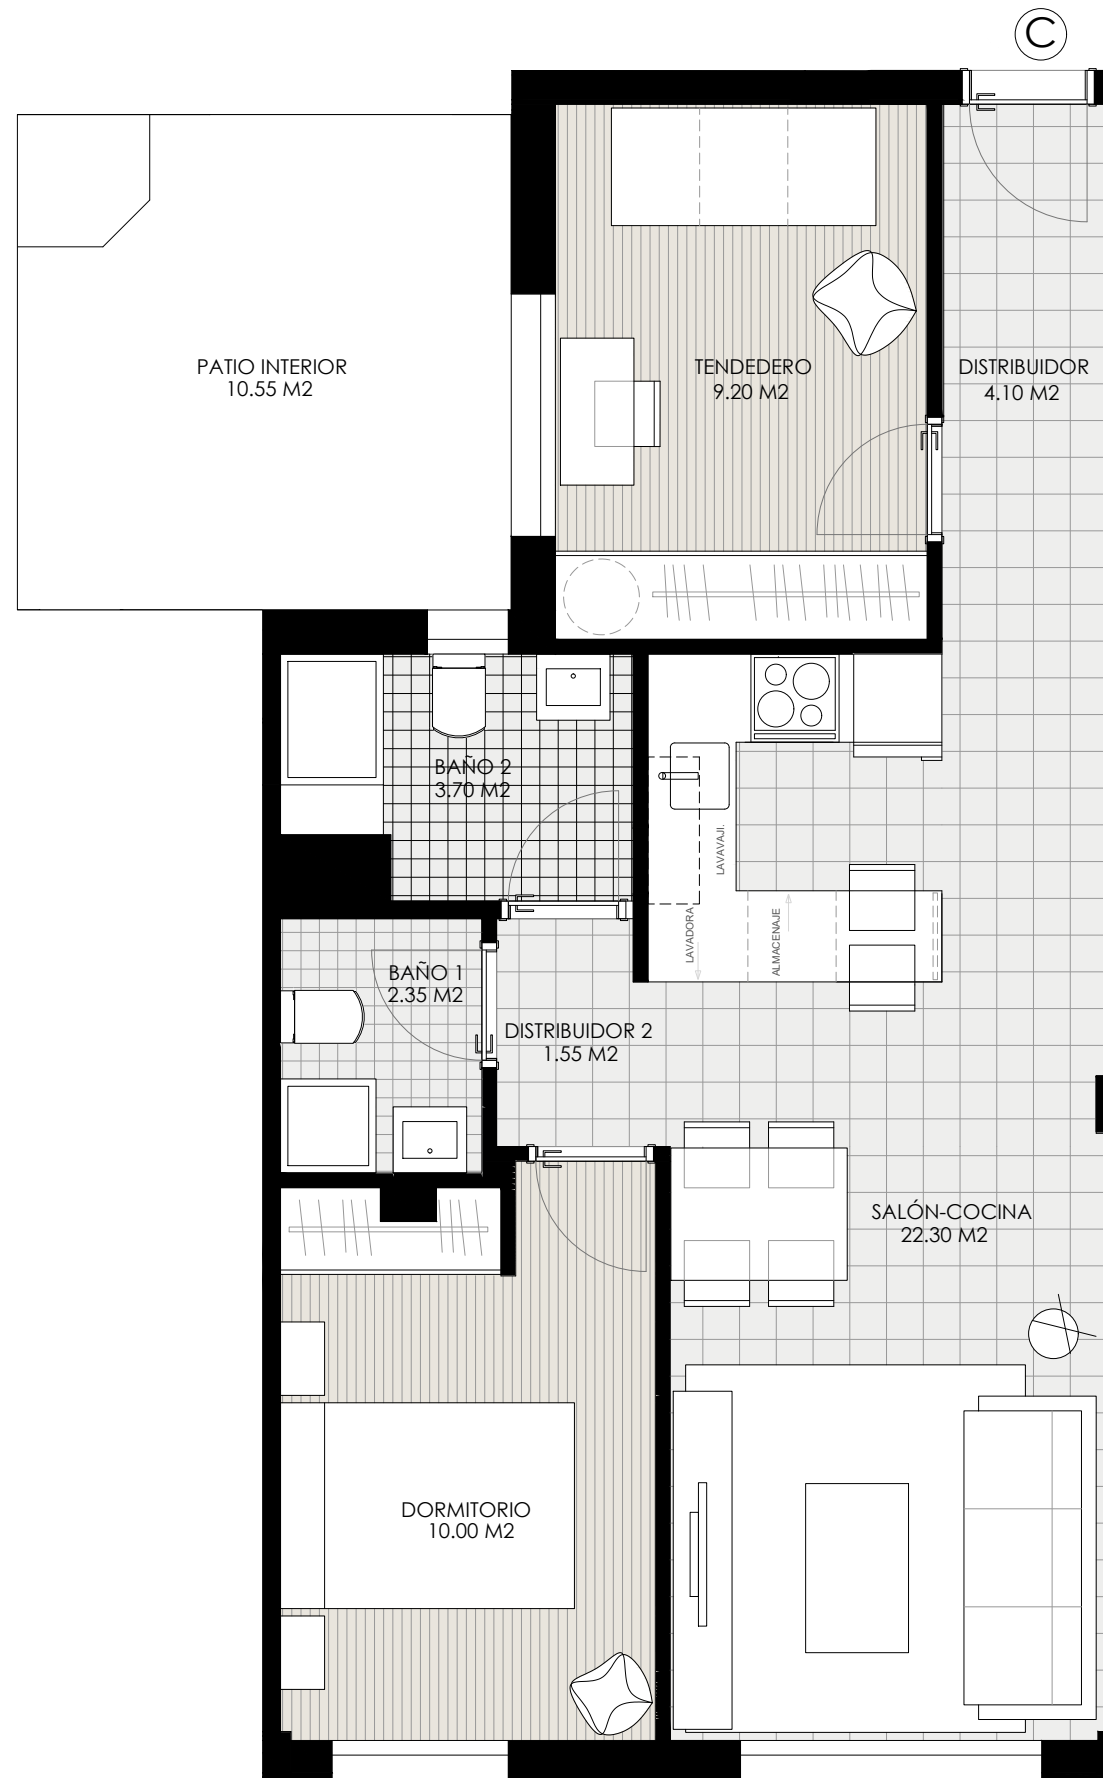 C
PATIO INTERIOR
10.55 M2
TENDEDERO
9.20 M2
DISTRIBUIDOR
4.10 M2
BAÑO 2
3.70 M2
LAVAVAJI.
LAVADORA
ALMACENAJE
BAÑO 1
2.35 M2
DISTRIBUIDOR 2
1.55 M2
SALÓN-COCINA
22.30 M2
DORMITORIO
10.00 M2